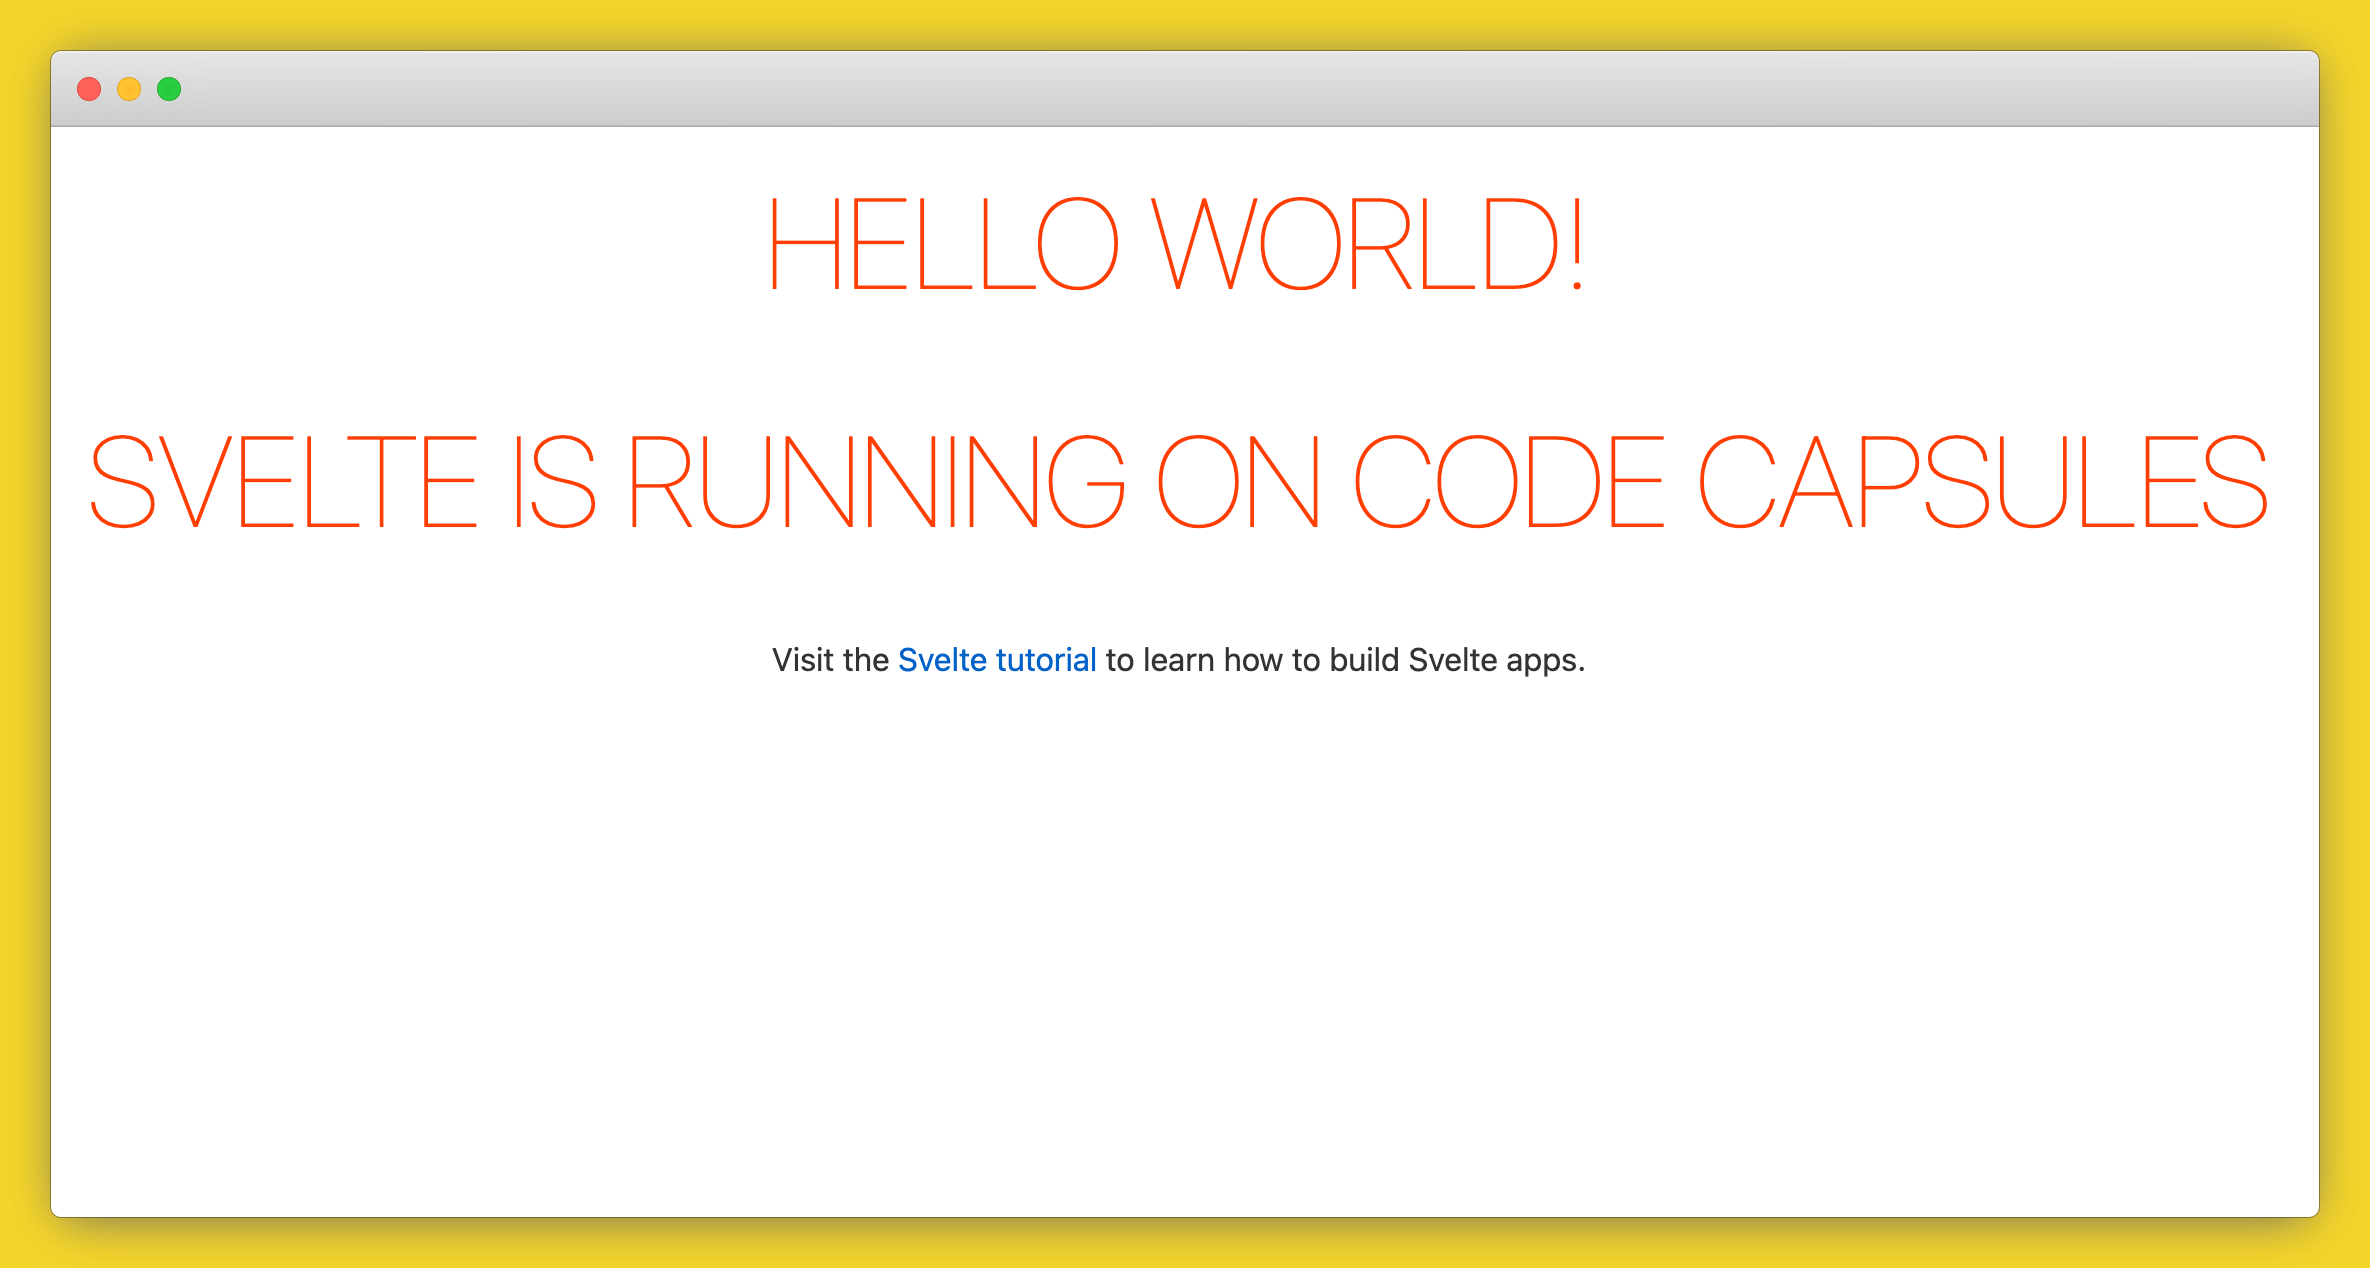 HELLO WORLD!
SVELTE IS RUNNING ON CODE CAPSULES
Visit the Svelte tutorial to learn how to build Svelte apps.